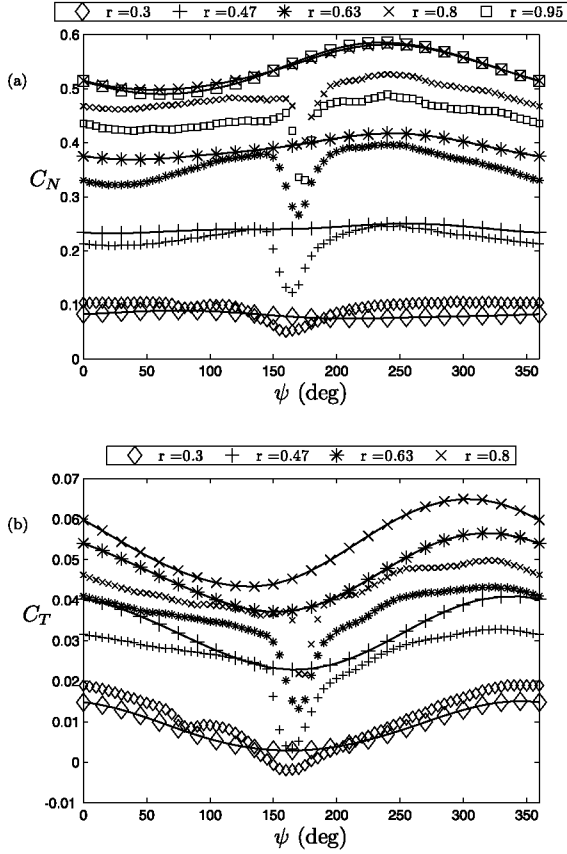 r =0.3 r =0.47 r =0.63 r =0.8 r =0.95
(a)
0.6
0.5
0.4
C_N
0.3
0.2
0.1
0
0 50 100 150 200 250 300 350
ψ (deg)
r =0.3 r =0.47 r =0.63 r =0.8
(b)
0.07
0.06
0.05
0.04
C_T
0.03
0.02
0.01
0
-0.01
0 50 100 150 200 250 300 350
ψ (deg)